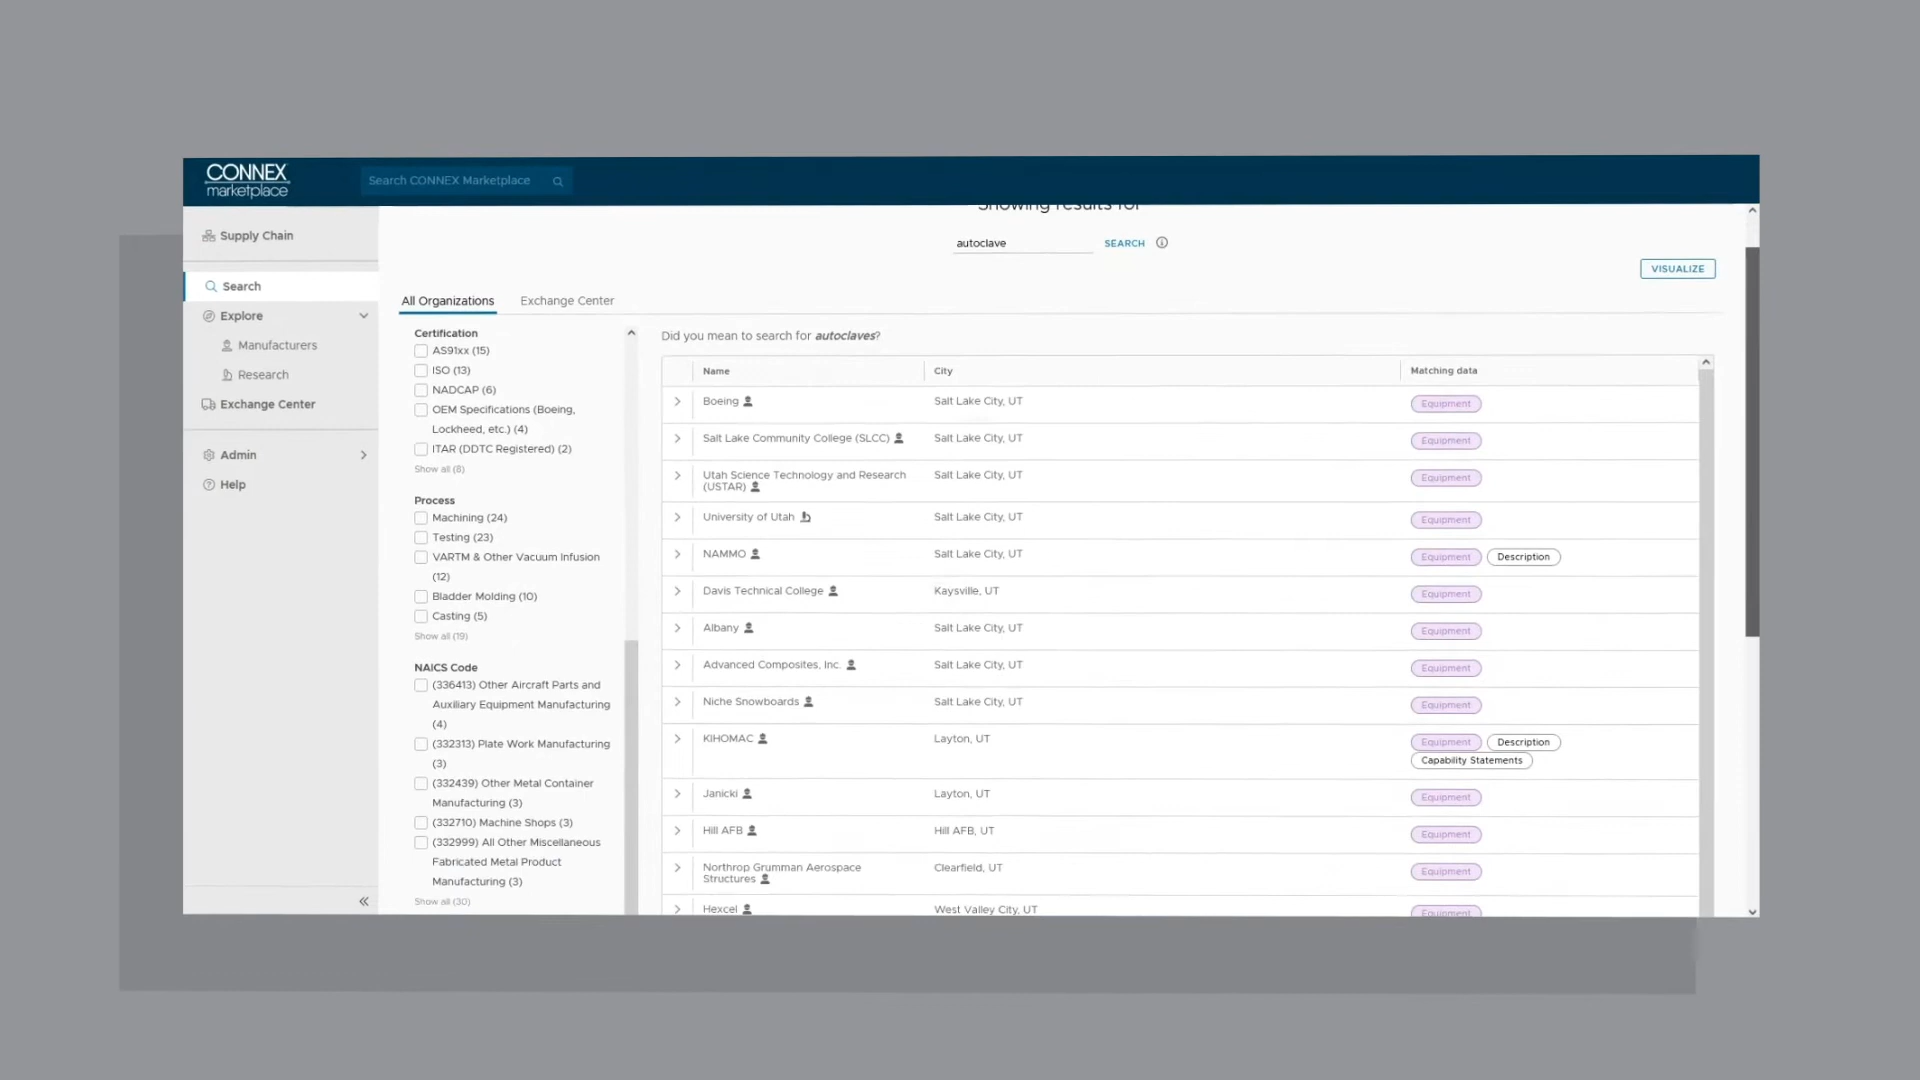 CONNEX
marketplace
Search CONNEX Marketplace
Supply Chain
Search
Explore
Manufacturers
Research
Exchange Center
Admin
Help
Showing results for
autoclave
SEARCH
VISUALIZE
All Organizations
Exchange Center
Certification
AS91xx (15)
ISO (13)
NADCAP (6)
OEM Specifications (Boeing,
Lockheed, etc.) (4)
ITAR (DDTC Registered) (2)
Show all (8)
Process
Machining (24)
Testing (23)
VARTM & Other Vacuum Infusion
(12)
Bladder Molding (10)
Casting (5)
Show all (19)
NAICS Code
(336413) Other Aircraft Parts and
Auxiliary Equipment Manufacturing
(4)
(332313) Plate Work Manufacturing
(3)
(332439) Other Metal Container
Manufacturing (3)
(332710) Machine Shops (3)
(332999) All Other Miscellaneous
Fabricated Metal Product
Manufacturing (3)
Show all (30)
Did you mean to search for autoclaves?
Name City Matching data
Boeing Salt Lake City, UT Equipment
Salt Lake Community College (SLCC) Salt Lake City, UT Equipment
Utah Science Technology and Research
(USTAR) Salt Lake City, UT Equipment
University of Utah Salt Lake City, UT Equipment
NAMMO Salt Lake City, UT Equipment Description
Davis Technical College Kaysville, UT Equipment
Albany Salt Lake City, UT Equipment
Advanced Composites, Inc. Salt Lake City, UT Equipment
Niche Snowboards Salt Lake City, UT Equipment
KIHOMAC Layton, UT Equipment Description
Capability Statements
Janicki Layton, UT Equipment
Hill AFB Hill AFB, UT Equipment
Northrop Grumman Aerospace
Structures Clearfield, UT Equipment
Hexcel West Valley City, UT Equipment